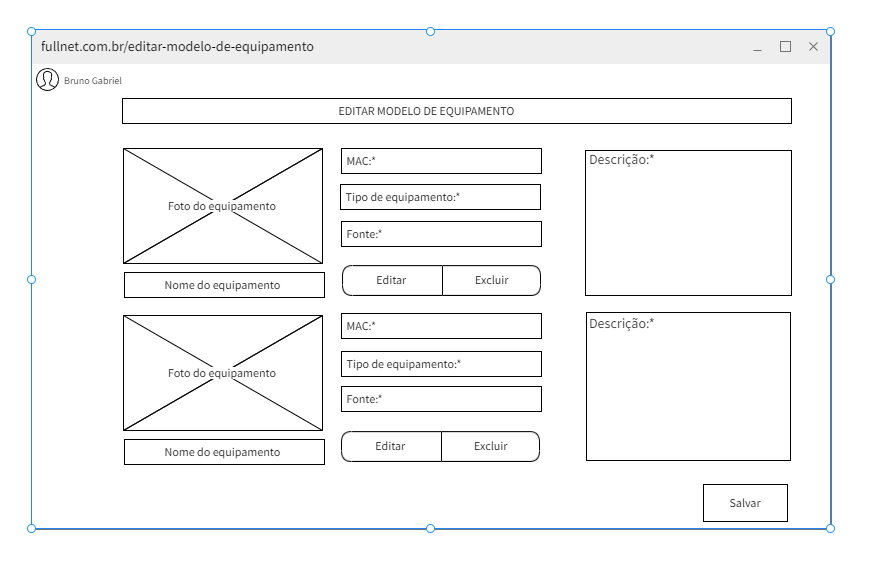 fullnet.com.br/editar-modelo-de-equipamento
Bruno Gabriel
EDITAR MODELO DE EQUIPAMENTO
Foto do equipamento
Nome do equipamento
MAC:*
Tipo de equipamento:*
Fonte:*
Editar
Excluir
Descrição:*
Foto do equipamento
Nome do equipamento
MAC:*
Tipo de equipamento:*
Fonte:*
Editar
Excluir
Descrição:*
Salvar